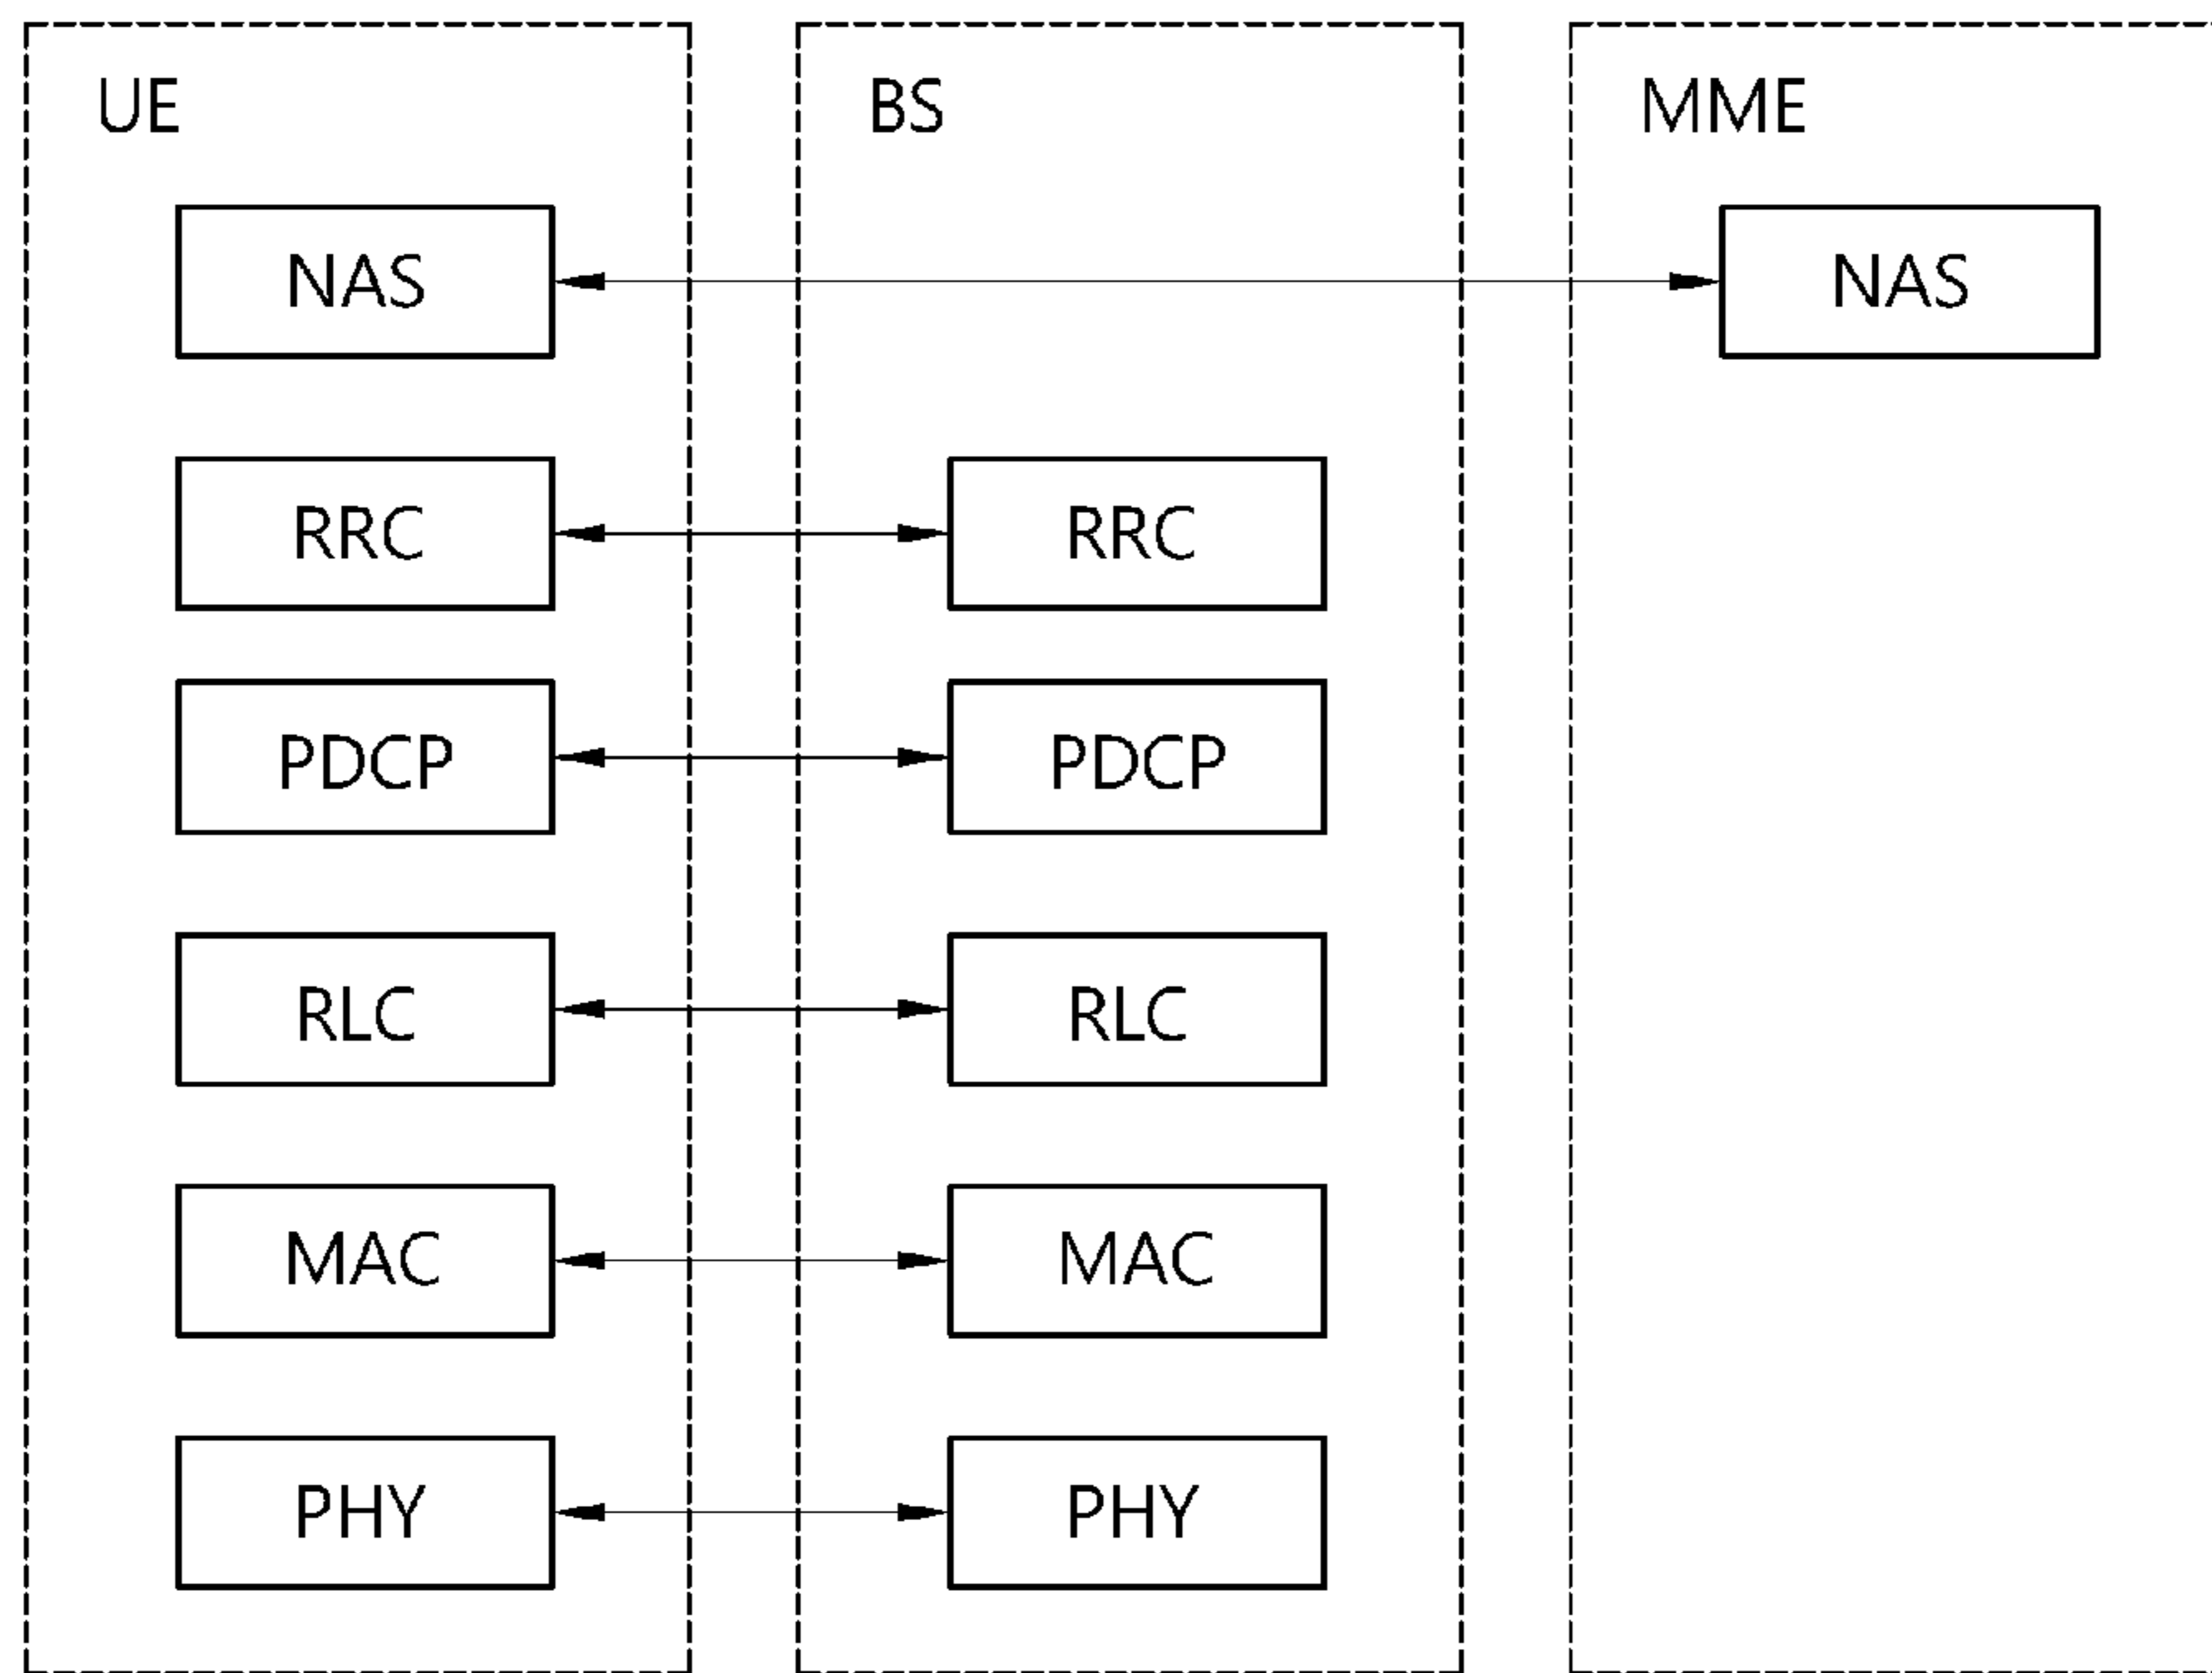 UE BS MME
NAS NAS
RRC RRC
PDCP PDCP
RLC RLC
MAC MAC
PHY PHY